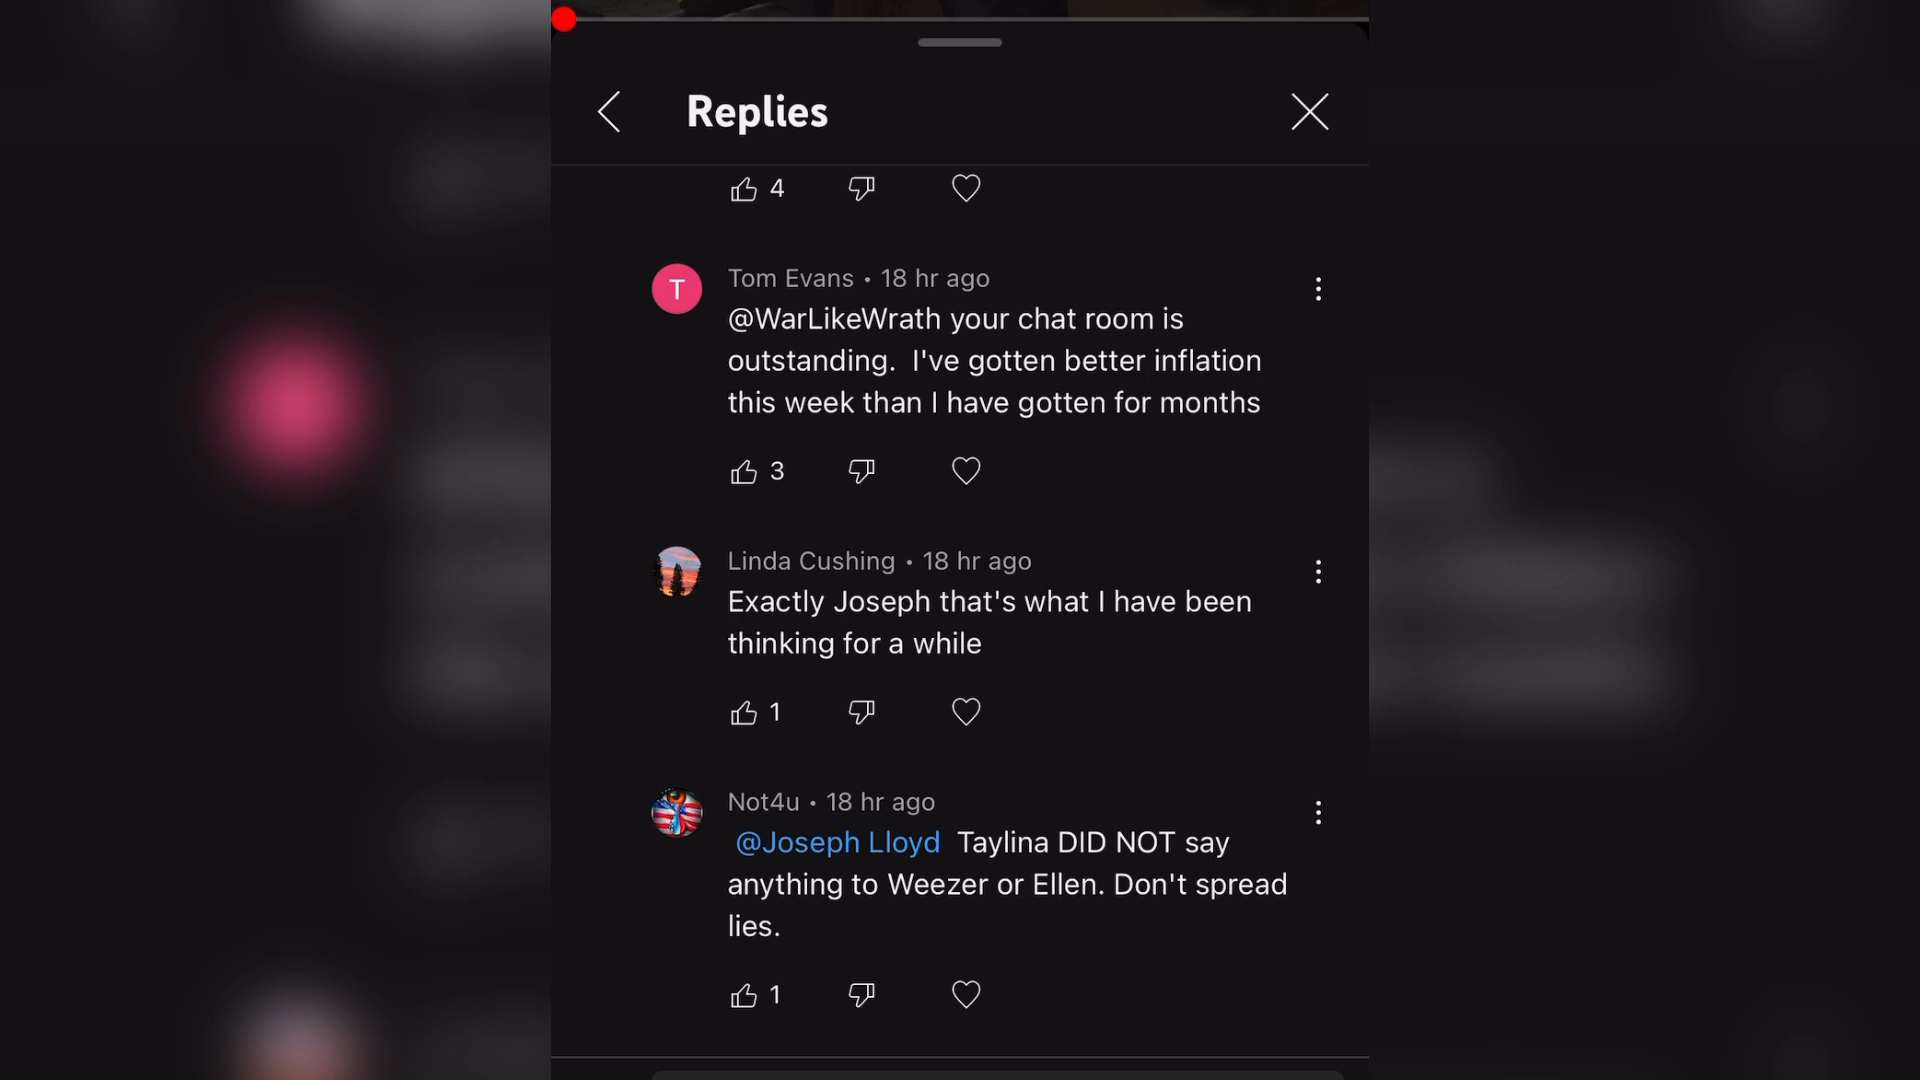 Replies
4
T
Tom Evans • 18 hr ago
@WarLikeWrath your chat room is
outstanding.  I've gotten better inflation
this week than I have gotten for months
3
Linda Cushing • 18 hr ago
Exactly Joseph that's what I have been
thinking for a while
1
Not4u • 18 hr ago
@Joseph Lloyd  Taylina DID NOT say
anything to Weezer or Ellen. Don't spread
lies.
1